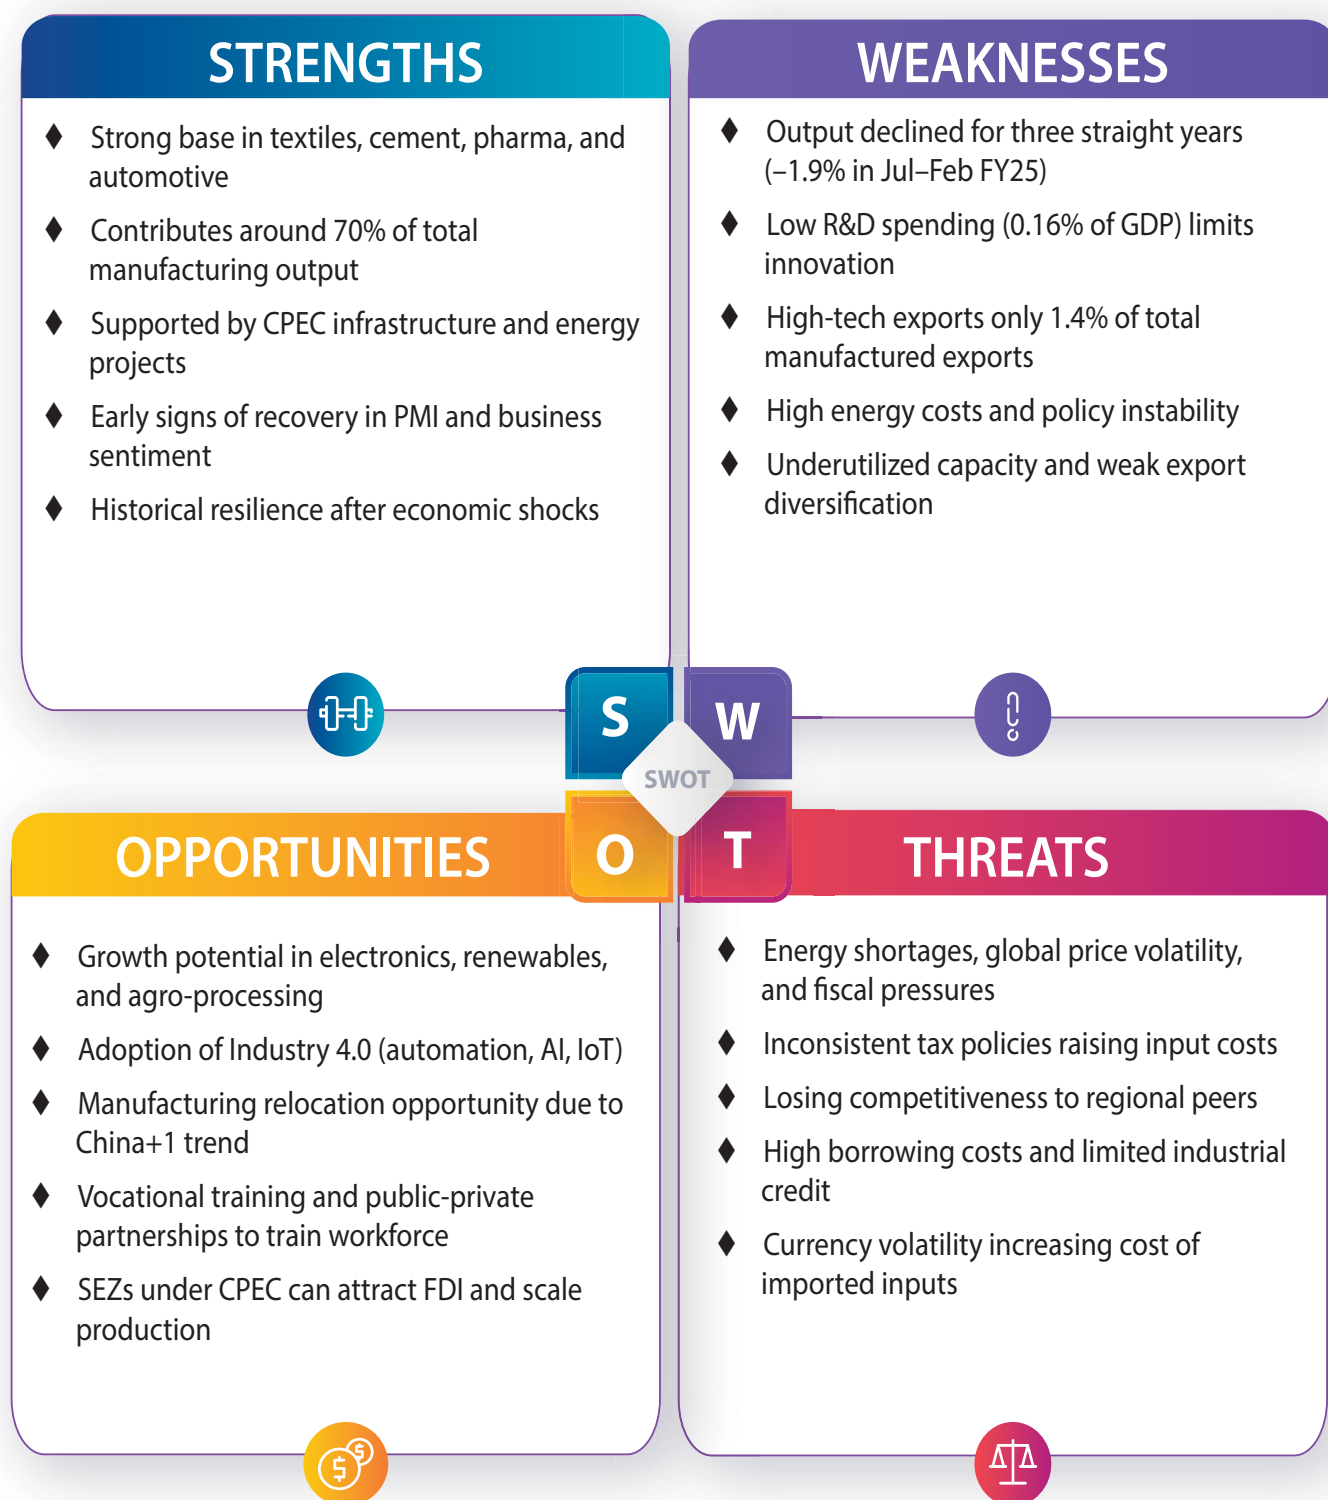 STRENGTHS
♦ Strong base in textiles, cement, pharma, and
automotive
♦ Contributes around 70% of total
manufacturing output
♦ Supported by CPEC infrastructure and energy
projects
♦ Early signs of recovery in PMI and business
sentiment
♦ Historical resilience after economic shocks
WEAKNESSES
♦ Output declined for three straight years
(–1.9% in Jul–Feb FY25)
♦ Low R&D spending (0.16% of GDP) limits
innovation
♦ High-tech exports only 1.4% of total
manufactured exports
♦ High energy costs and policy instability
♦ Underutilized capacity and weak export
diversification
S
W
SWOT
O
T
OPPORTUNITIES
♦ Growth potential in electronics, renewables,
and agro-processing
♦ Adoption of Industry 4.0 (automation, AI, IoT)
♦ Manufacturing relocation opportunity due to
China+1 trend
♦ Vocational training and public-private
partnerships to train workforce
♦ SEZs under CPEC can attract FDI and scale
production
$
$
THREATS
♦ Energy shortages, global price volatility,
and fiscal pressures
♦ Inconsistent tax policies raising input costs
♦ Losing competitiveness to regional peers
♦ High borrowing costs and limited industrial
credit
♦ Currency volatility increasing cost of
imported inputs